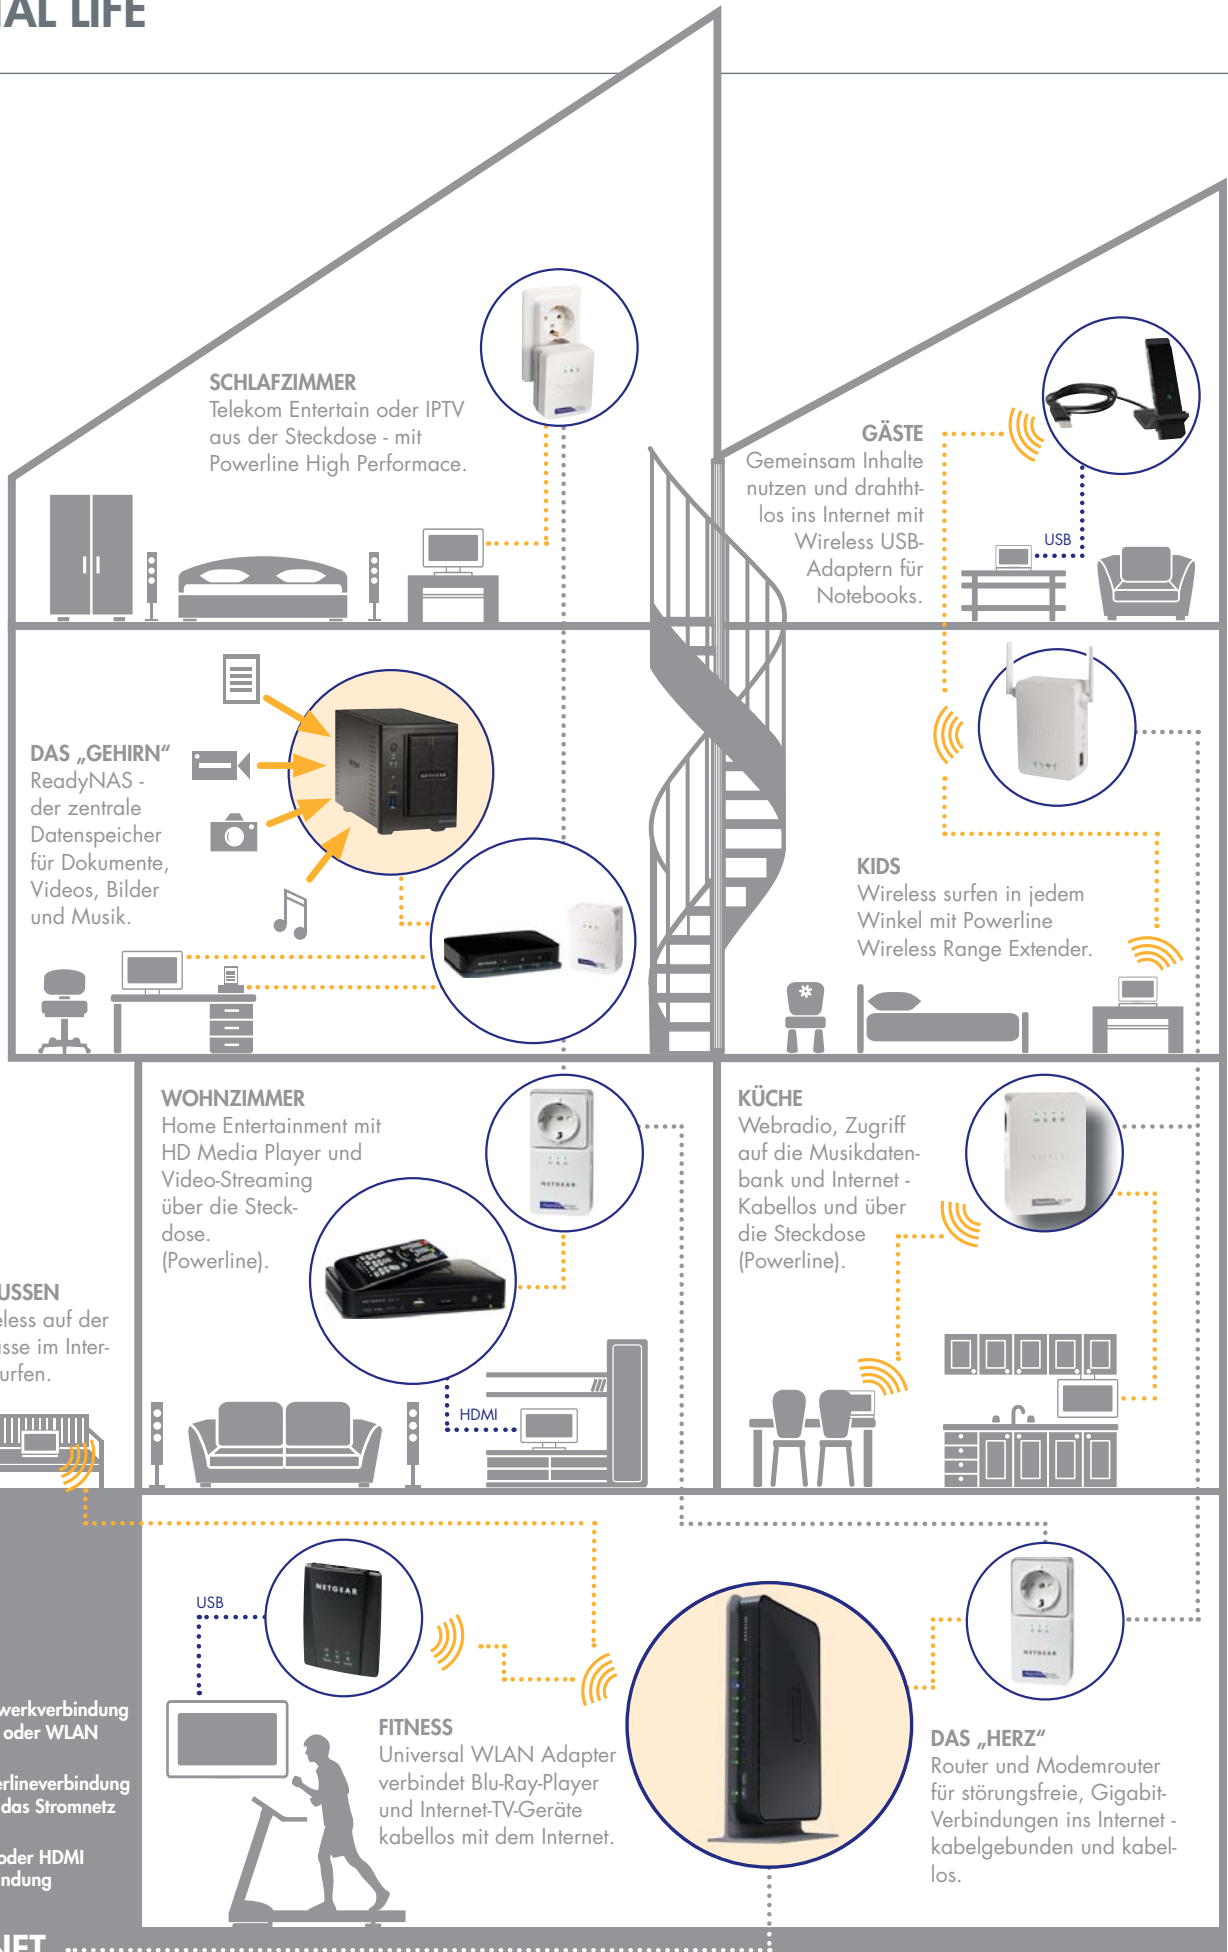 SCHLAFZIMMER
Telekom Entertain oder IPTV
aus der Steckdose - mit
Powerline High Performace.
GÄSTE
Gemeinsam Inhalte
nutzen und drahtht-
los ins Internet mit
Wireless USB-
Adaptern für
Notebooks.
USB
DAS „GEHIRN“
ReadyNAS -
der zentrale
Datenspeicher
für Dokumente,
Videos, Bilder
und Musik.
NETGEAR
KIDS
Wireless surfen in jedem
Winkel mit Powerline
Wireless Range Extender.
WOHNZIMMER
Home Entertainment mit
HD Media Player und
Video-Streaming
über die Steck-
dose.
(Powerline).
NETGEAR
HDMI
KÜCHE
Webradio, Zugriff
auf die Musikdaten-
bank und Internet -
Kabellos und über
die Steckdose
(Powerline).
USSEN
eless auf der
asse im Inter-
urfen.
USB
NETGEAR
FITNESS
Universal WLAN Adapter
verbindet Blu-Ray-Player
und Internet-TV-Geräte
kabellos mit dem Internet.
NETGEAR
DAS „HERZ“
Router und Modemrouter
für störungsfreie, Gigabit-
Verbindungen ins Internet -
kabelgebunden und kabel-
los.
werkverbindung
oder WLAN
erlineverbindung
das Stromnetz
oder HDMI
ndung
NET
IAL LIFE